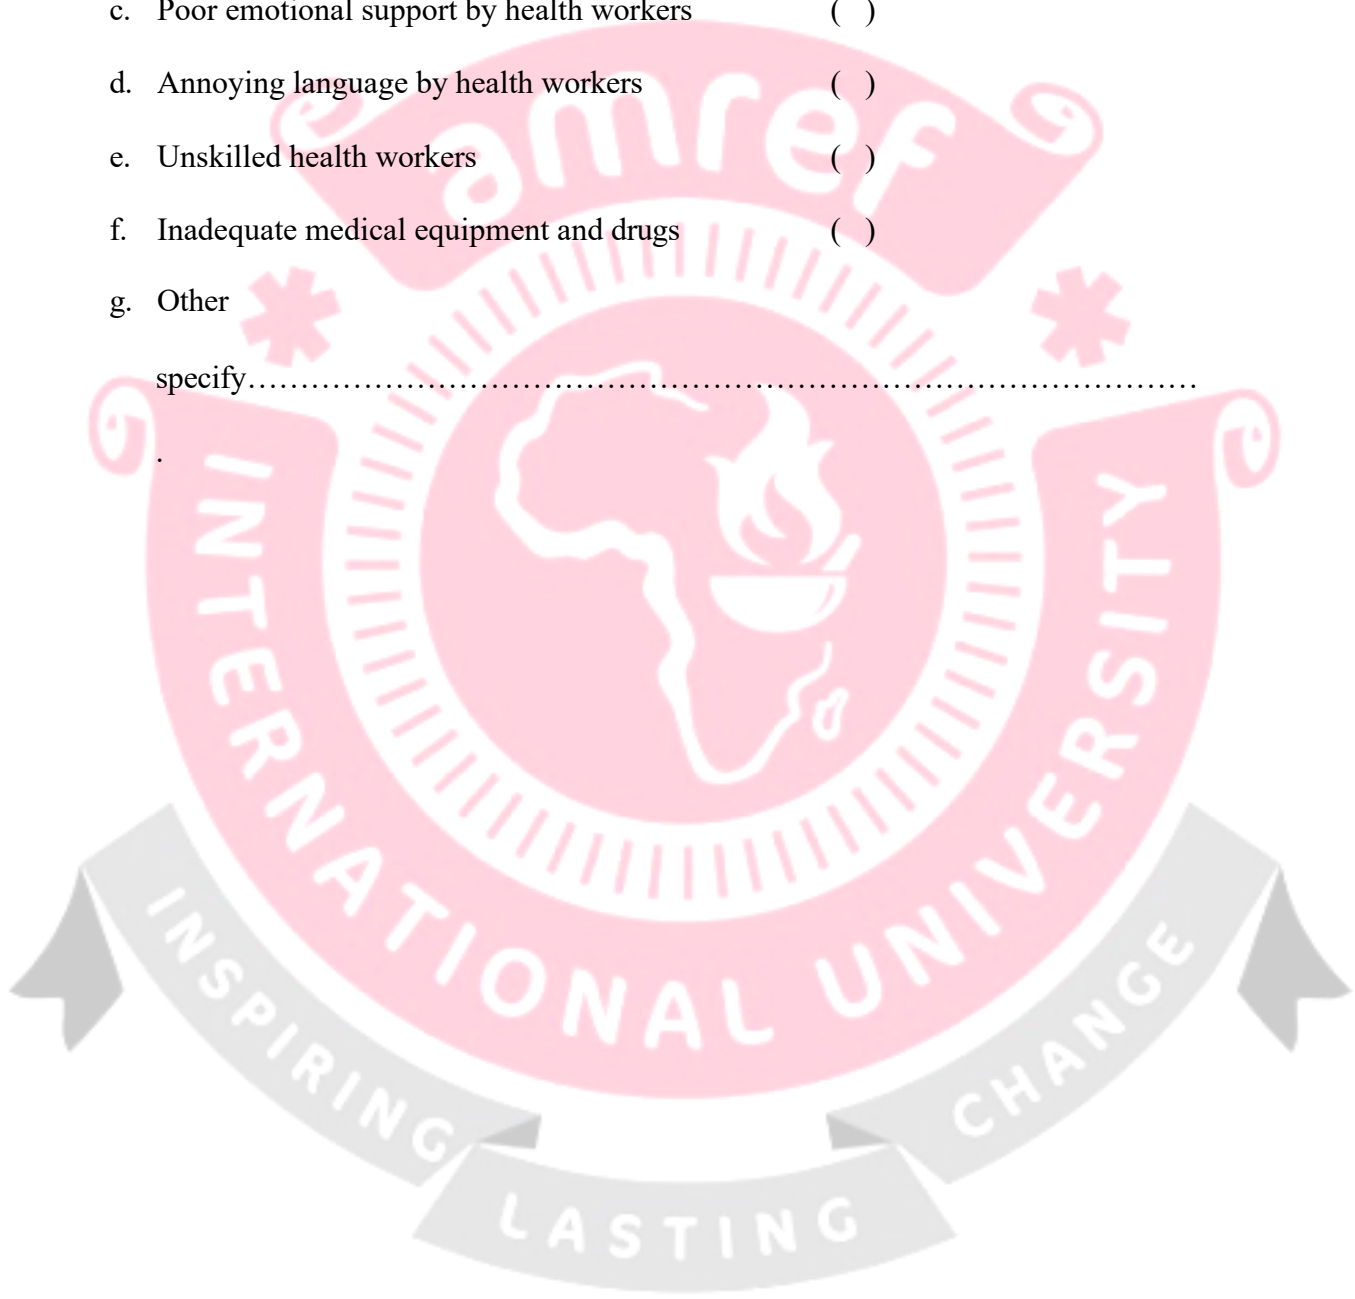 c. Poor emotional support by health workers ( )
d. Annoying language by health workers ( )
e. Unskilled health workers ( )
f. Inadequate medical equipment and drugs ( )
g. Other
specify………………………………………………………………………………
.
amref
INTERNATIONAL UNIVERSITY
INSPIRING
LASTING
CHANGE